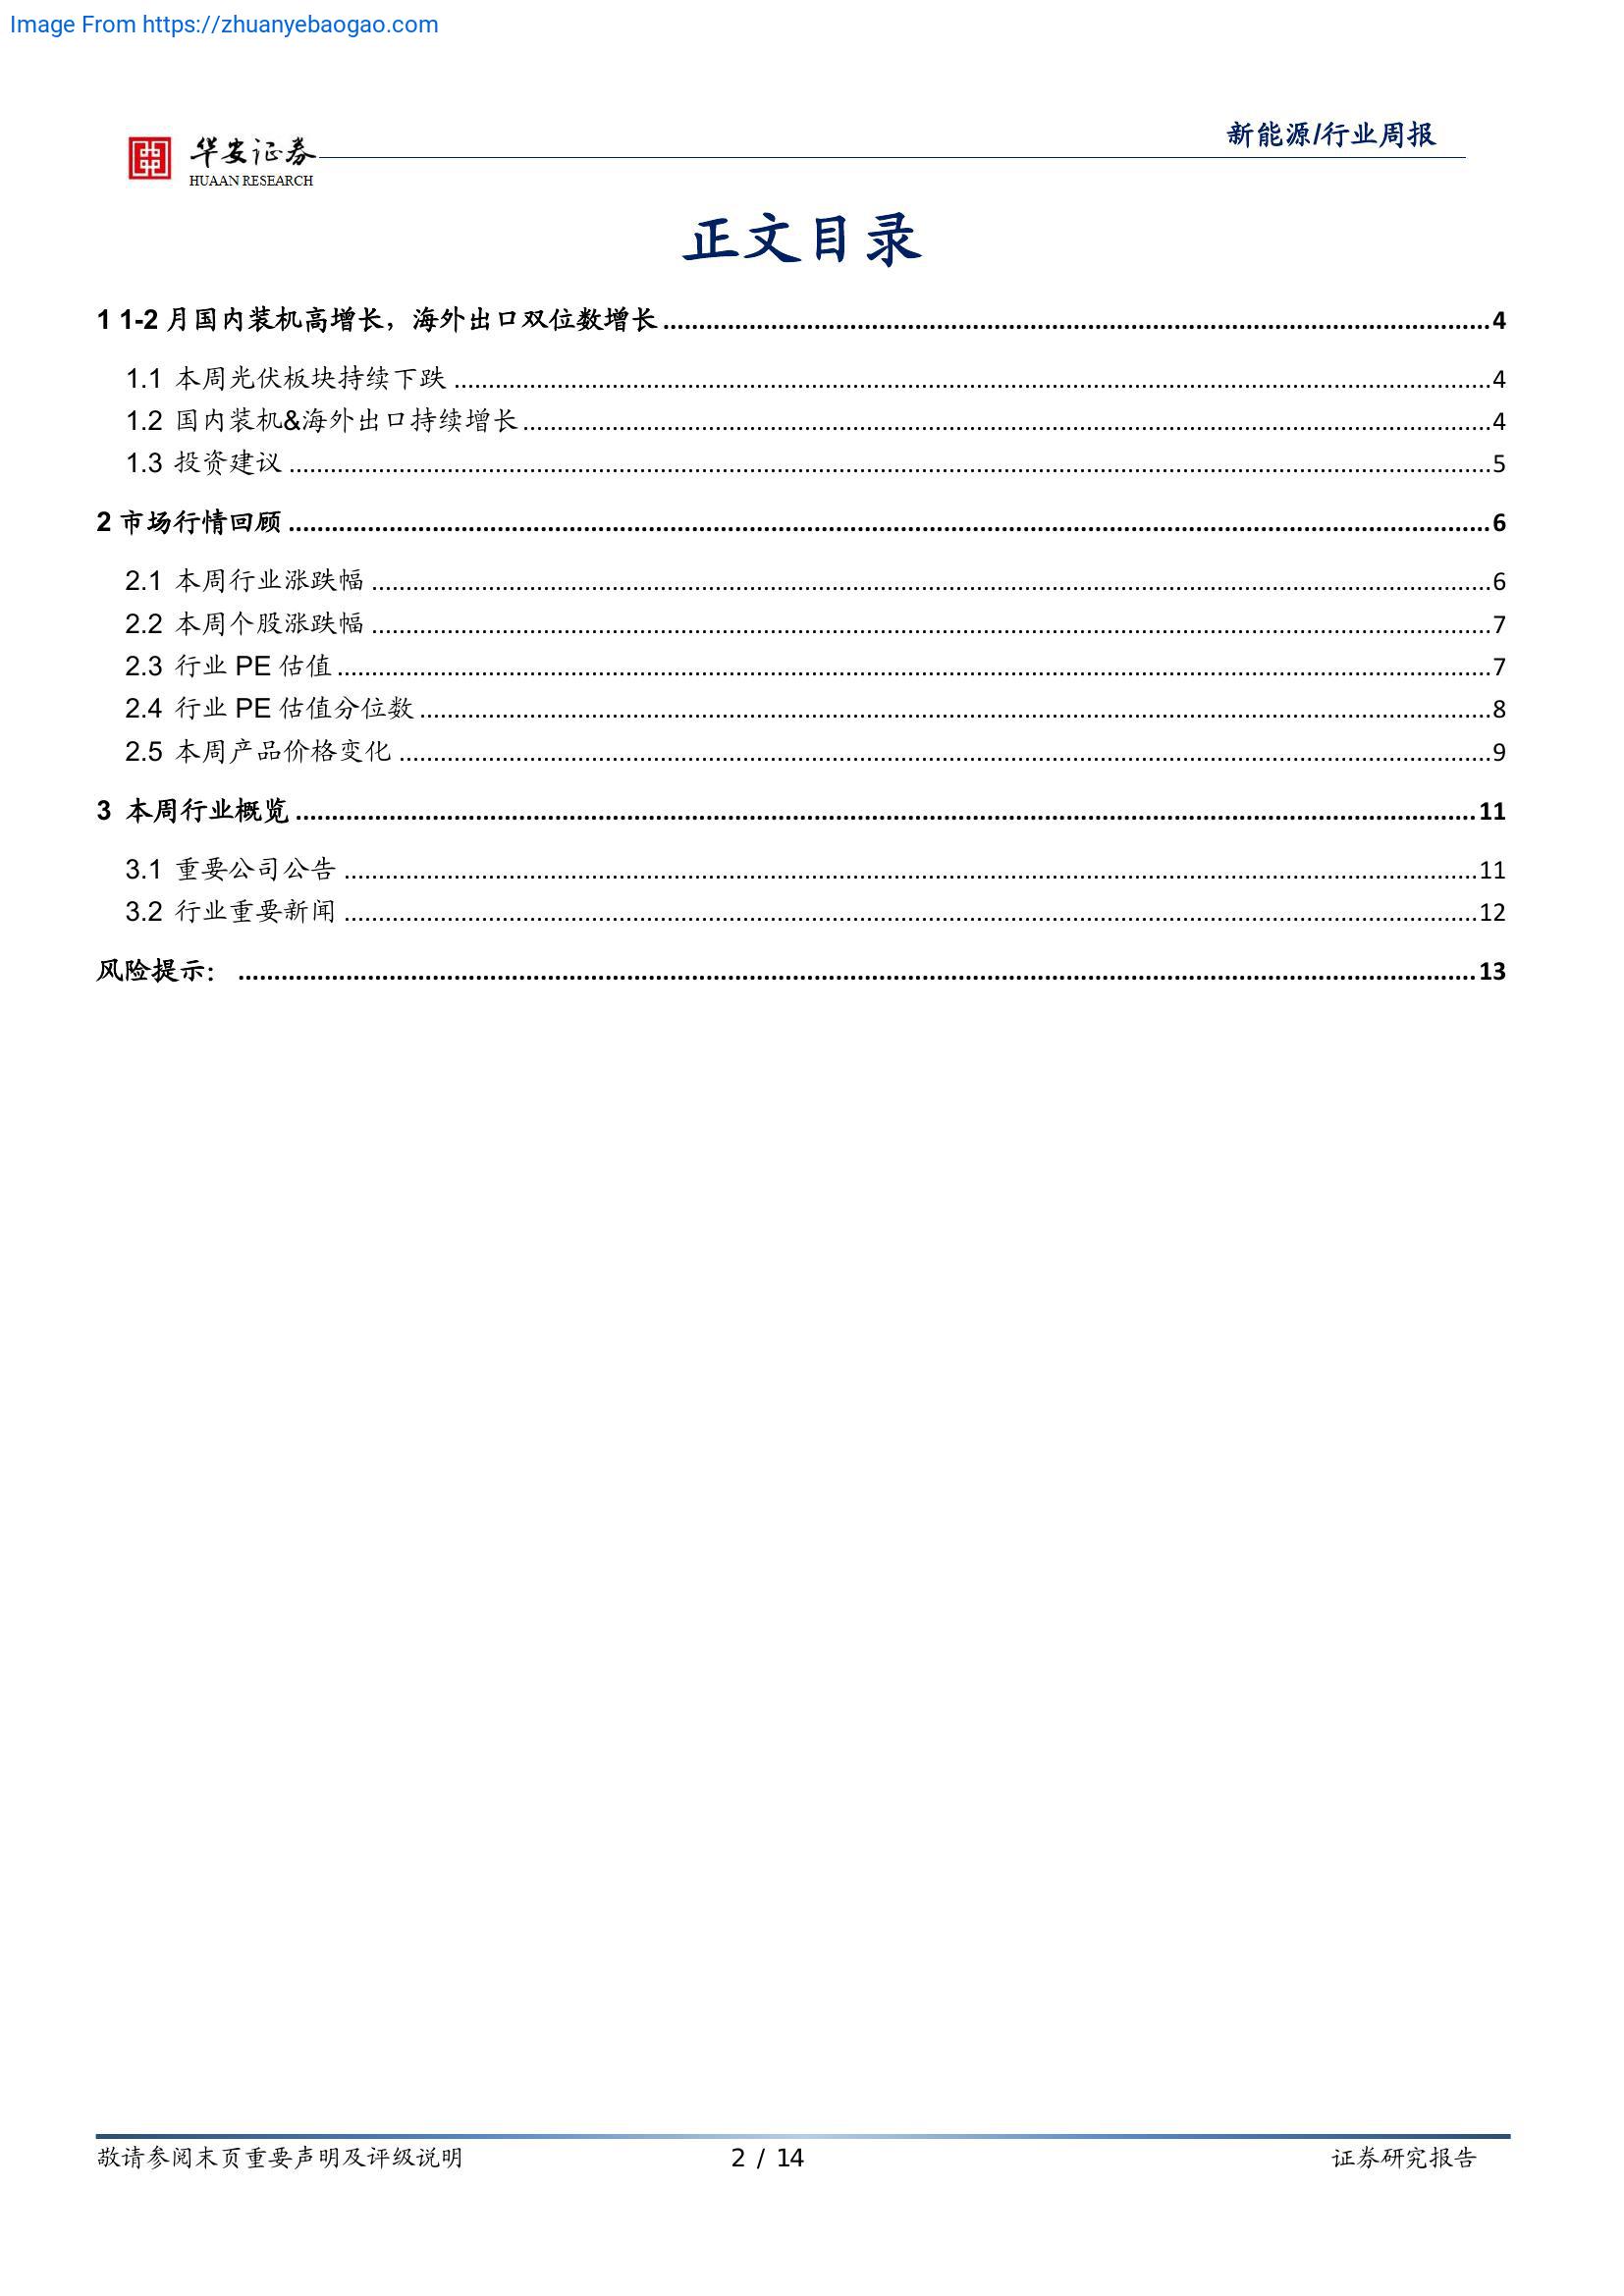 Image From https://zhuanyebaogao.com
新能源/行业周报
华安证券
HUAAN RESEARCH
正文目录
1 1-2 月国内装机高增长，海外出口双位数增长 ........ 4
1.1 本周光伏板块持续下跌 ........ 4
1.2 国内装机&海外出口持续增长 ........ 4
1.3 投资建议 ........ 5
2 市场行情回顾 ........ 6
2.1 本周行业涨跌幅 ........ 6
2.2 本周个股涨跌幅 ........ 7
2.3 行业 PE 估值 ........ 7
2.4 行业 PE 估值分位数 ........ 8
2.5 本周产品价格变化 ........ 9
3 本周行业概览 ........ 11
3.1 重要公司公告 ........ 11
3.2 行业重要新闻 ........ 12
风险提示： ........ 13
敬请参阅末页重要声明及评级说明 2 / 14 证券研究报告